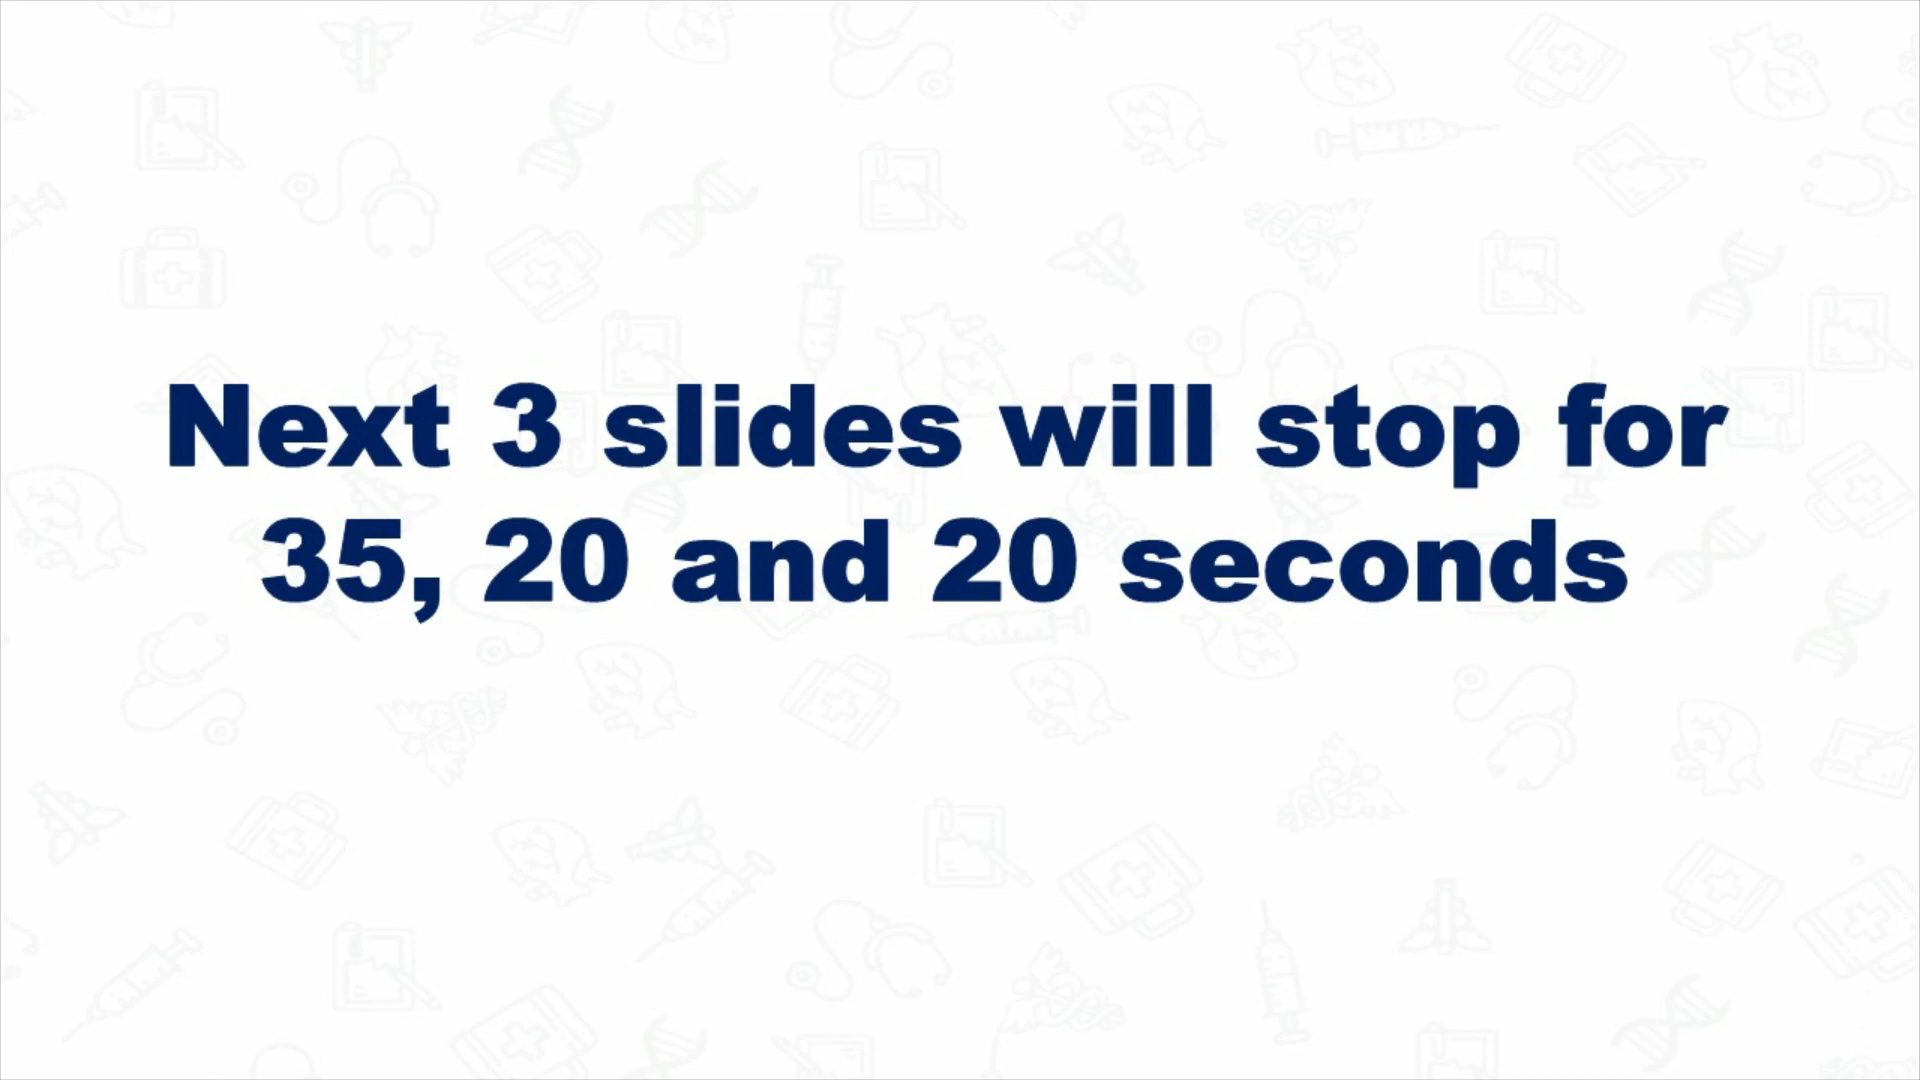 Next 3 slides will stop for
35, 20 and 20 seconds